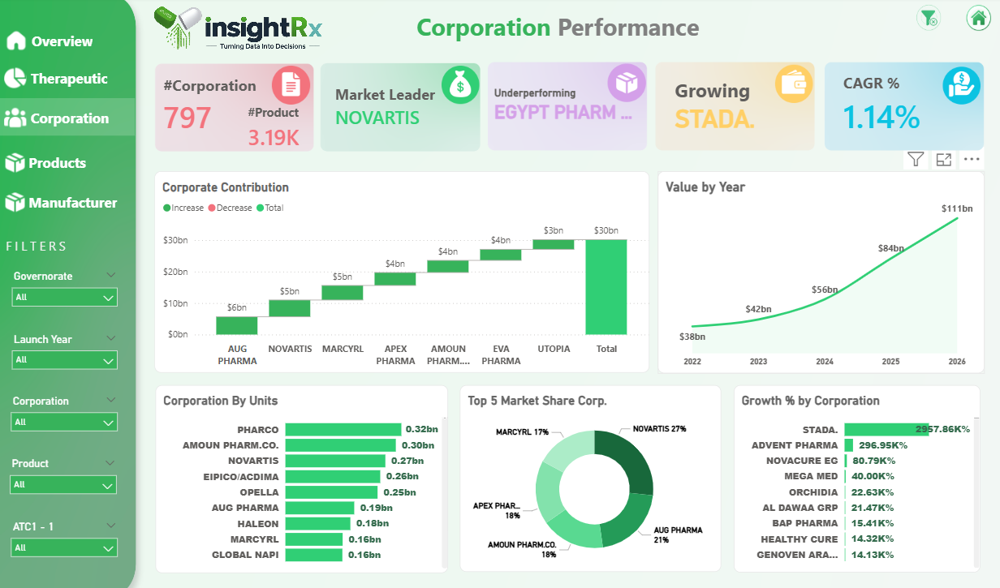 Overview
Therapeutic
Corporation
Products
Manufacturer
FILTERS
Governorate
All
Launch Year
All
Corporation
All
Product
All
ATC1 - 1
All
insightRx
Turning Data Into Decisions
Corporation Performance
#Corporation
797
#Product
3.19K
Market Leader
NOVARTIS
Underperforming
EGYPT PHARM ...
Growing
STADA.
CAGR %
1.14%
Corporate Contribution
Increase Decrease Total
$30bn
$20bn
$10bn
$0bn
$6bn
$5bn
$5bn
$4bn
$4bn
$4bn
$3bn
$30bn
AUG PHARMA
NOVARTIS
MARCYRL
APEX PHARMA
AMOUN PHARM....
EVA PHARMA
UTOPIA
Total
Value by Year
$38bn
$42bn
$56bn
$84bn
$111bn
2022 2023 2024 2025 2026
Corporation By Units
PHARCO 0.32bn
AMOUN PHARM.CO. 0.30bn
NOVARTIS 0.27bn
EIPICO/ACDIMA 0.26bn
OPELLA 0.25bn
AUG PHARMA 0.19bn
HALEON 0.18bn
MARCYRL 0.16bn
GLOBAL NAPI 0.16bn
Top 5 Market Share Corp.
NOVARTIS 27%
AUG PHARMA
21%
AMOUN PHARM.CO.
18%
APEX PHAR...
18%
MARCYRL 17%
Growth % by Corporation
STADA. 2957.86K%
ADVENT PHARMA 296.95K%
NOVACURE EG 80.79K%
MEGA MED 40.00K%
ORCHIDIA 22.63K%
AL DAWAA GRP 21.47K%
BAP PHARMA 15.41K%
HEALTHY CURE 14.32K%
GENOVEN ARA... 14.13K%